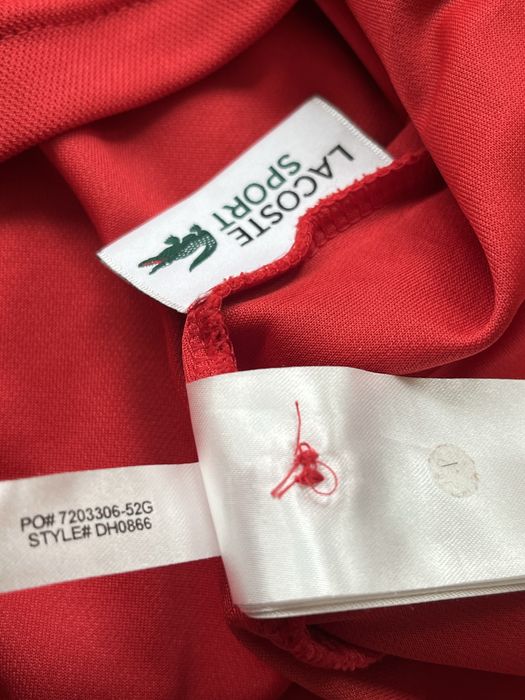 LACOSTE
SPORT
PO# 7203306-52G
STYLE# DH0866